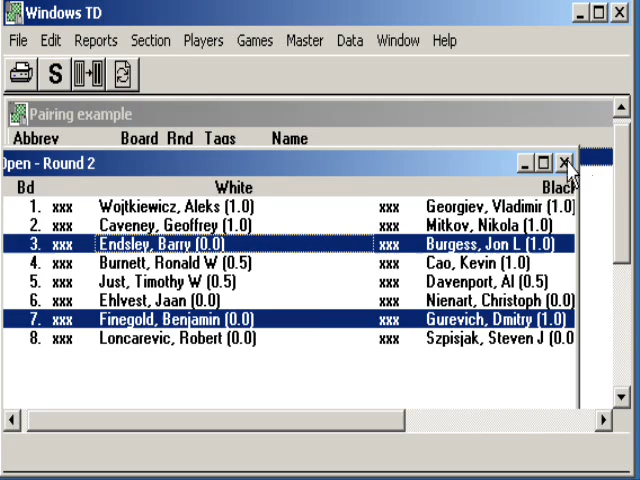 Windows TD
File Edit Reports Section Players Games Master Data Window Help
S
Pairing example
Abbrev Board Rnd Tags Name
Open - Round 2
Bd White Black
1. xxx Wojtkiewicz, Aleks (1.0) xxx Georgiev, Vladimir (1.0)
2. xxx Caveney, Geoffrey (1.0) xxx Mitkov, Nikola (1.0)
3. xxx Endsley, Barry (0.0) xxx Burgess, Jon L (1.0)
4. xxx Burnett, Ronald W (0.5) xxx Cao, Kevin (1.0)
5. xxx Just, Timothy W (0.5) xxx Davenport, Al (0.5)
6. xxx Ehlvest, Jaan (0.0) xxx Nienart, Christoph (0.0)
7. xxx Finegold, Benjamin (0.0) xxx Gurevich, Dmitry (1.0)
8. xxx Loncarevic, Robert (0.0) xxx Szpisjak, Steven J (0.0